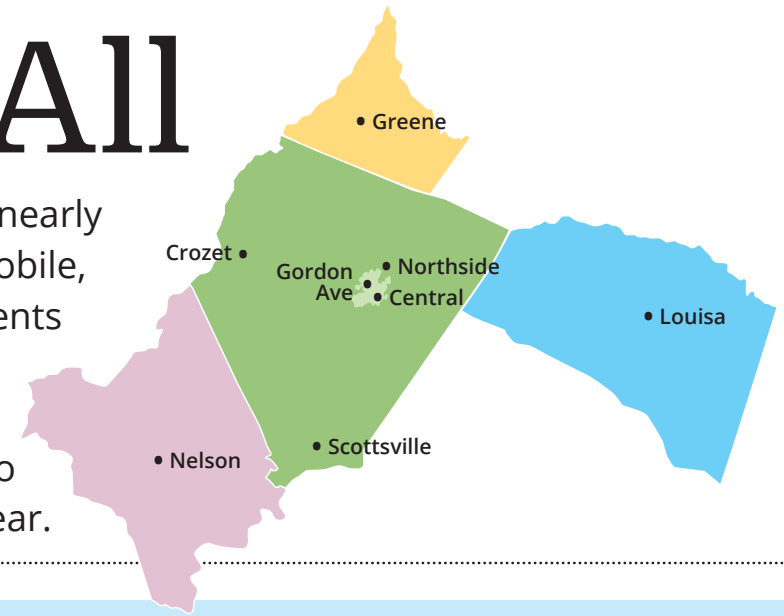 All
nearly
obile,
ents
o
ear.
Greene
Crozet
Northside
Gordon
Ave
Central
Louisa
Scottsville
Nelson